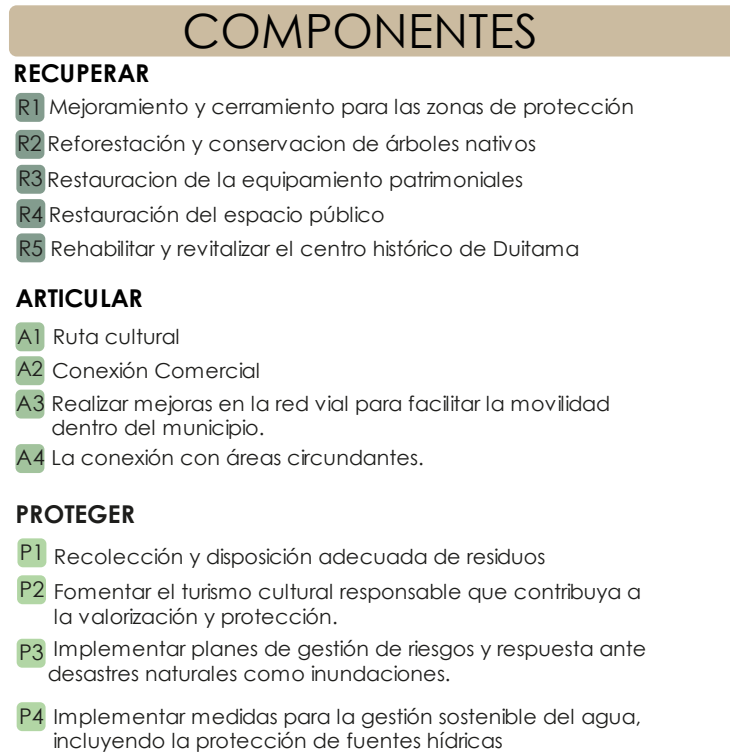 COMPONENTES
RECUPERAR
R1 Mejoramiento y cerramiento para las zonas de protección
R2 Reforestación y conservacion de árboles nativos
R3 Restauracion de la equipamiento patrimoniales
R4 Restauración del espacio público
R5 Rehabilitar y revitalizar el centro histórico de Duitama
ARTICULAR
A1 Ruta cultural
A2 Conexión Comercial
A3 Realizar mejoras en la red vial para facilitar la movilidad
dentro del municipio.
A4 La conexión con áreas circundantes.
PROTEGER
P1 Recolección y disposición adecuada de residuos
P2 Fomentar el turismo cultural responsable que contribuya a
la valorización y protección.
P3 Implementar planes de gestión de riesgos y respuesta ante
desastres naturales como inundaciones.
P4 Implementar medidas para la gestión sostenible del agua,
incluyendo la protección de fuentes hídricas